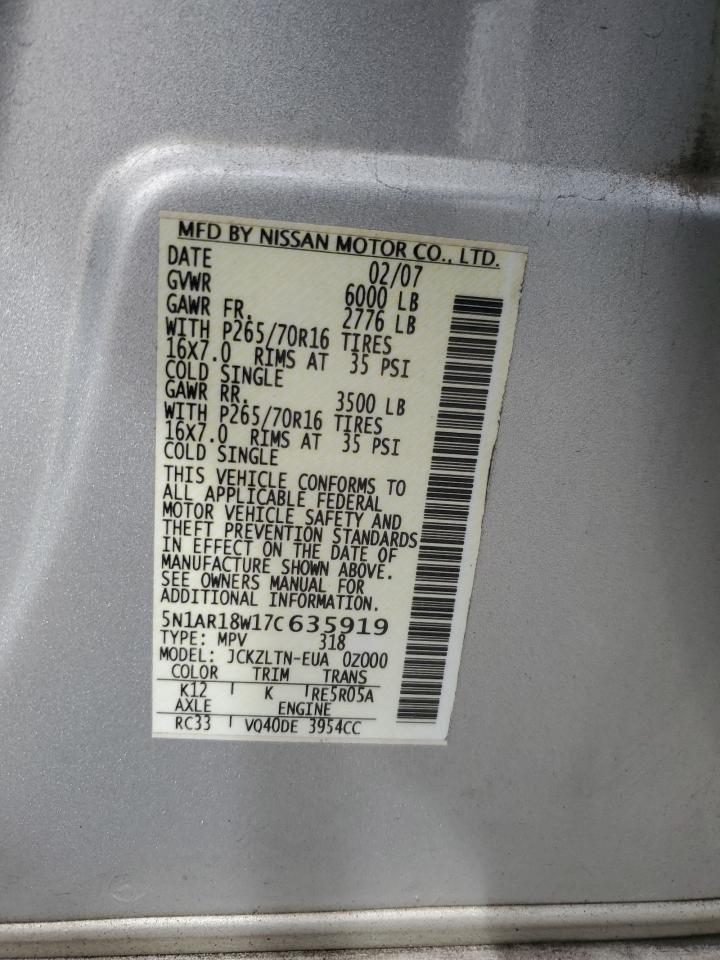 MFD BY NISSAN MOTOR CO., LTD.
DATE 02/07
GVWR 6000 LB
GAWR FR. 2776 LB
WITH P265/70R16 TIRES
16X7.0 RIMS AT 35 PSI
COLD SINGLE
GAWR RR. 3500 LB
WITH P265/70R16 TIRES
16X7.0 RIMS AT 35 PSI
COLD SINGLE
THIS VEHICLE CONFORMS TO
ALL APPLICABLE FEDERAL
MOTOR VEHICLE SAFETY AND
THEFT PREVENTION STANDARDS
IN EFFECT ON THE DATE OF
MANUFACTURE SHOWN ABOVE.
SEE OWNERS MANUAL FOR
ADDITIONAL INFORMATION.
5N1AR18W17C635919
TYPE: MPV 318
MODEL: JCKZLTN-EUA 0Z000
COLOR TRIM TRANS
K12 K RE5R05A
AXLE ENGINE
RC33 VQ40DE 3954CC